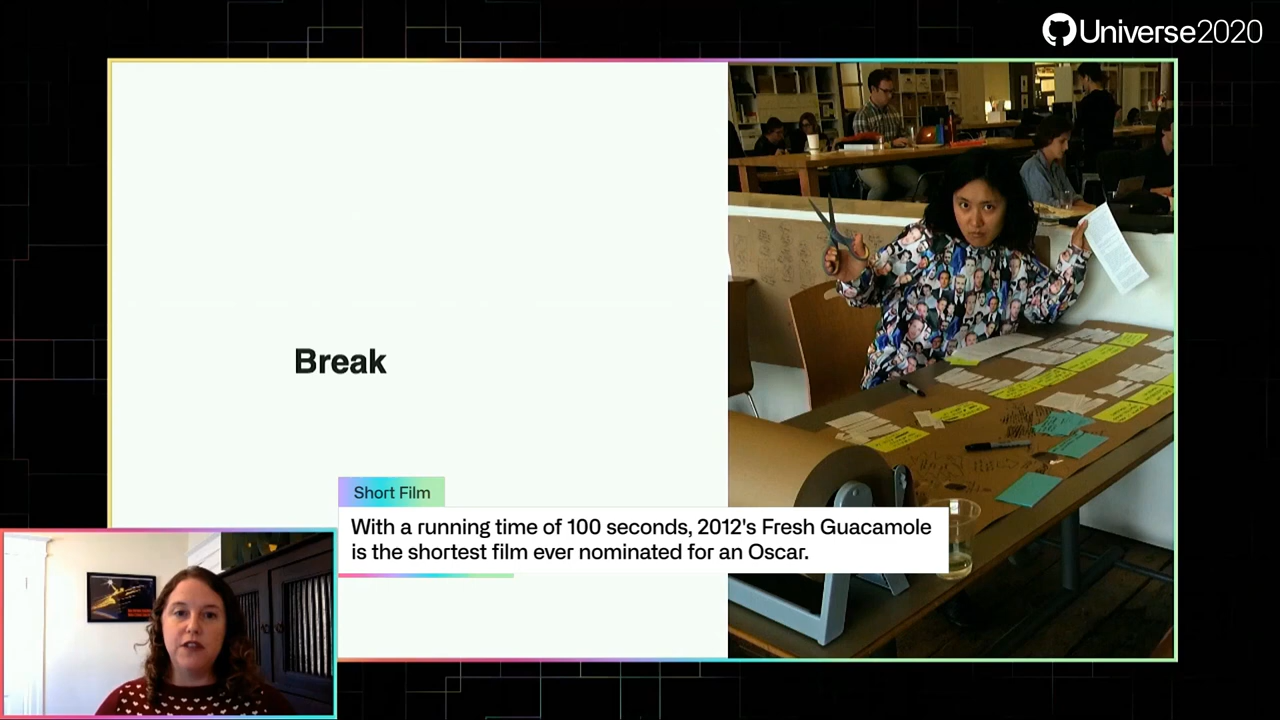 Universe2020
Break
Short Film
With a running time of 100 seconds, 2012's Fresh Guacamole
is the shortest film ever nominated for an Oscar.